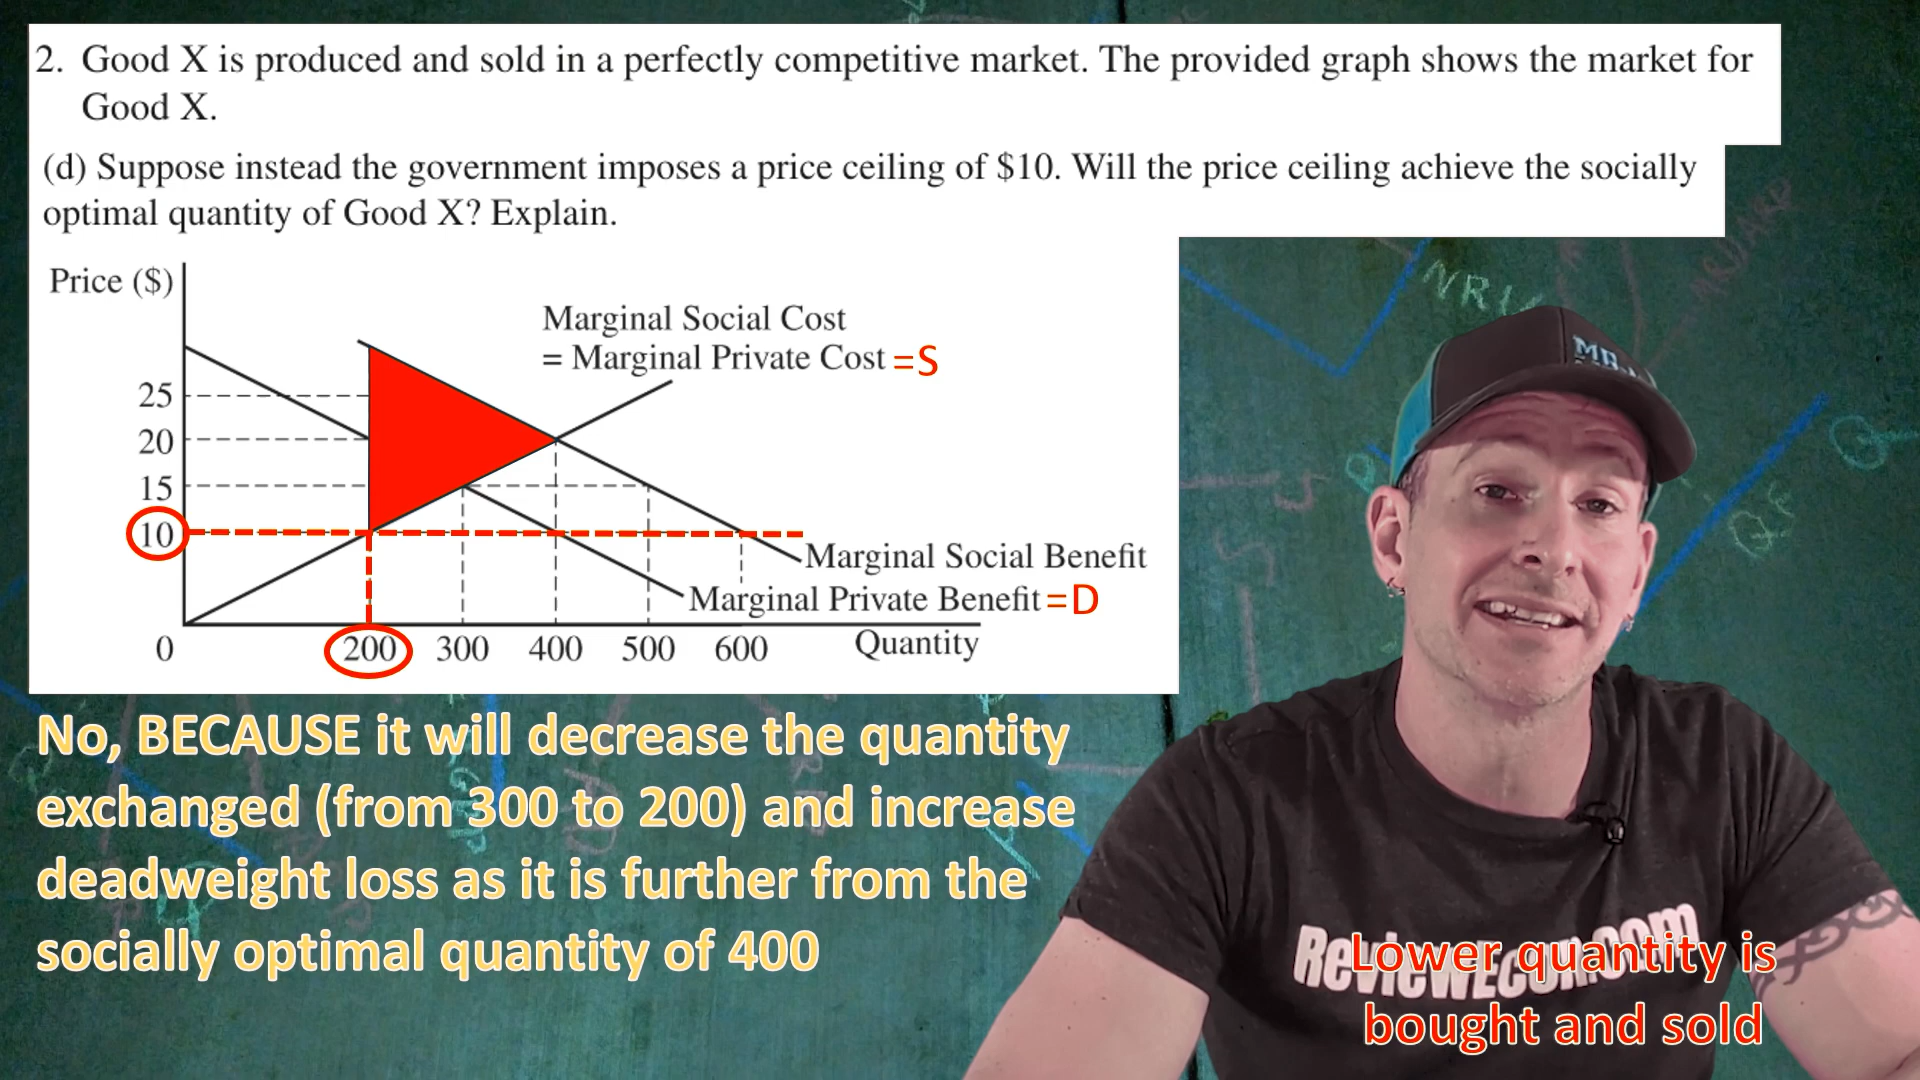 2. Good X is produced and sold in a perfectly competitive market. The provided graph shows the market for
Good X.
(d) Suppose instead the government imposes a price ceiling of $10. Will the price ceiling achieve the socially
optimal quantity of Good X? Explain.
Price ($)
Marginal Social Cost
= Marginal Private Cost =S
25
20
15
10
Marginal Social Benefit
Marginal Private Benefit =D
0
200
300
400
500
600
Quantity
No, BECAUSE it will decrease the quantity
exchanged (from 300 to 200) and increase
deadweight loss as it is further from the
socially optimal quantity of 400
MR.
ReviewEcon.com
Lower quantity is
bought and sold